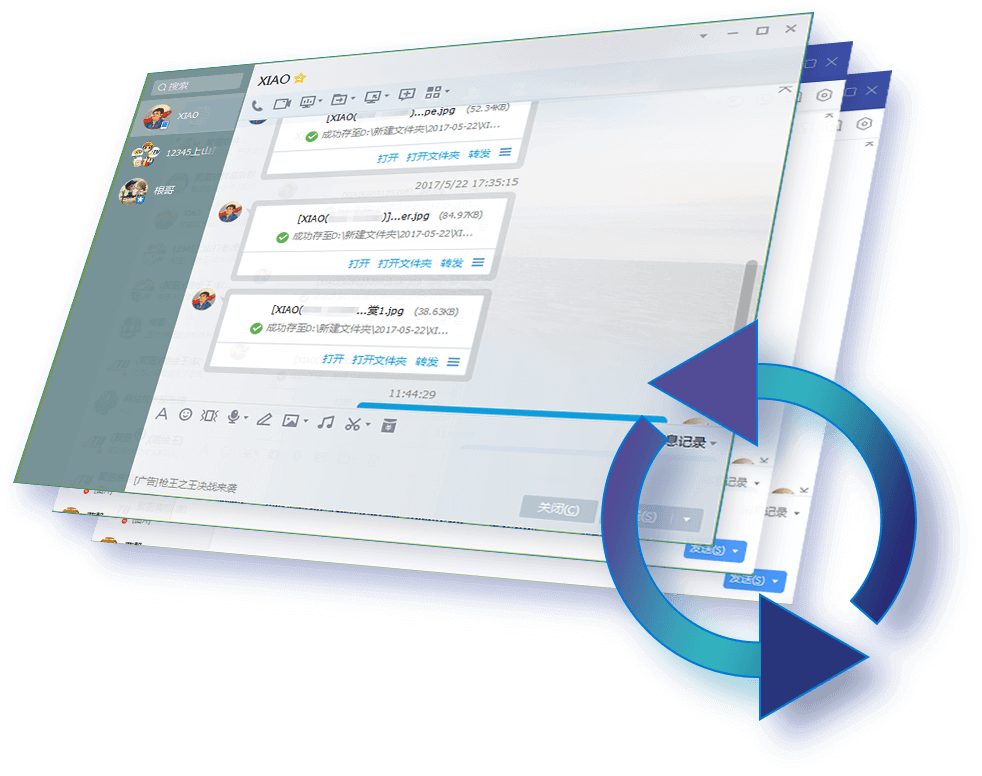 搜索
XIAO
12345上山
根哥
XIAO
[XIAO( )...pe.jpg (52.34KB)
成功存至D:\新建文件夹\2017-05-22\XI...
打开 打开文件夹 转发
2017/5/22 17:35:15
[XIAO( )]...er.jpg (84.97KB)
成功存至D:\新建文件夹\2017-05-22\XI...
打开 打开文件夹 转发
[XIAO( ...赏1.jpg (38.63KB)
成功存至D:\新建文件夹\2017-05-22\XI...
打开 打开文件夹 转发
11:44:29
息记录
记录
记录
[广告]枪王之王决战来袭
关闭(C)
(S)
发送(S)
发送(S)